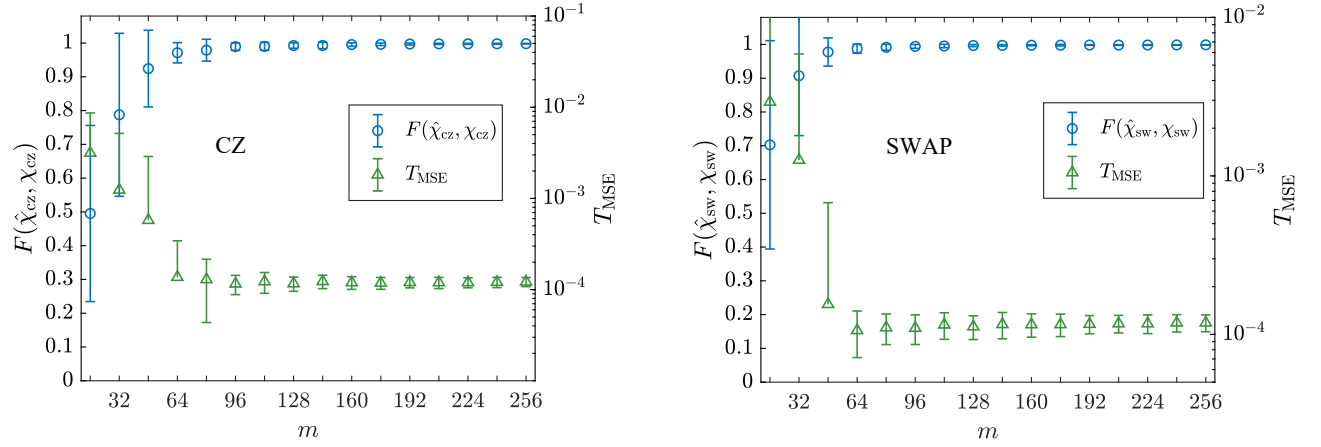 1
0.9
0.8
0.7
0.6
0.5
0.4
0.3
0.2
0.1
0
F(χ̂cz, χcz)
CZ
F(χ̂cz, χcz)
TMSE
10⁻¹
10⁻²
10⁻³
10⁻⁴
TMSE
32 64 96 128 160 192 224 256
m
1
0.9
0.8
0.7
0.6
0.5
0.4
0.3
0.2
0.1
0
F(χ̂sw, χsw)
SWAP
F(χ̂sw, χsw)
TMSE
10⁻²
10⁻³
10⁻⁴
TMSE
32 64 96 128 160 192 224 256
m